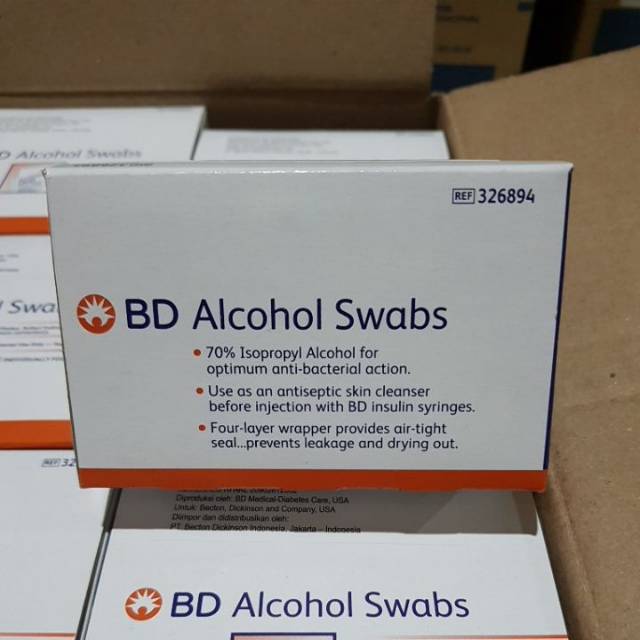 BD Alcohol Swabs
REF 326894
BD Alcohol Swabs
• 70% Isopropyl Alcohol for
optimum anti-bacterial action.
• Use as an antiseptic skin cleanser
before injection with BD insulin syringes.
• Four-layer wrapper provides air-tight
seal...prevents leakage and drying out.
REF 32
Diproduksi oleh: BD Medical-Diabetes Care, USA
Untuk: Becton, Dickinson and Company, USA
Diimpor dan didistribusikan oleh:
PT. Becton Dickinson Indonesia, Jakarta – Indonesia
BD Alcohol Swabs